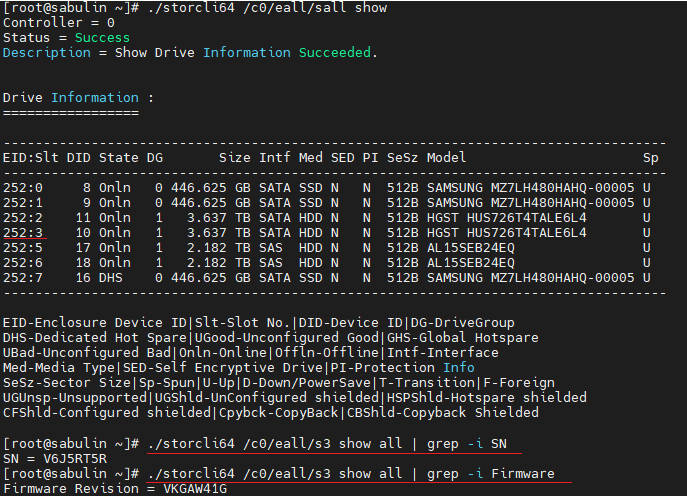 [root@sabulin ~]# ./storcli64 /c0/eall/sall show
Controller = 0
Status = Success
Description = Show Drive Information Succeeded.
Drive Information :
=================
-----------------------------------------------------------------------------------
EID:Slt DID State DG       Size Intf Med SED PI SeSz Model                      Sp
-----------------------------------------------------------------------------------
252:0     8 Onln   0 446.625 GB SATA SSD N   N  512B SAMSUNG MZ7LH480HAHQ-00005 U
252:1     9 Onln   0 446.625 GB SATA SSD N   N  512B SAMSUNG MZ7LH480HAHQ-00005 U
252:2    11 Onln   1   3.637 TB SATA HDD N   N  512B HGST HUS726T4TALE6L4       U
252:3    10 Onln   1   3.637 TB SATA HDD N   N  512B HGST HUS726T4TALE6L4       U
252:5    17 Onln   1   2.182 TB SAS  HDD N   N  512B AL15SEB24EQ                U
252:6    18 Onln   1   2.182 TB SAS  HDD N   N  512B AL15SEB24EQ                U
252:7    16 DHS    0 446.625 GB SATA SSD N   N  512B SAMSUNG MZ7LH480HAHQ-00005 U
-----------------------------------------------------------------------------------
EID-Enclosure Device ID|Slt-Slot No.|DID-Device ID|DG-DriveGroup
DHS-Dedicated Hot Spare|UGood-Unconfigured Good|GHS-Global Hotspare
UBad-Unconfigured Bad|Onln-Online|Offln-Offline|Intf-Interface
Med-Media Type|SED-Self Encryptive Drive|PI-Protection Info
SeSz-Sector Size|Sp-Spun|U-Up|D-Down/PowerSave|T-Transition|F-Foreign
UGUnsp-Unsupported|UGShld-UnConfigured shielded|HSPShld-Hotspare shielded
CFShld-Configured shielded|Cpybck-CopyBack|CBShld-Copyback Shielded
[root@sabulin ~]# ./storcli64 /c0/eall/s3 show all | grep -i SN
SN = V6J5RT5R
[root@sabulin ~]# ./storcli64 /c0/eall/s3 show all | grep -i Firmware
Firmware Revision = VKGAW41G